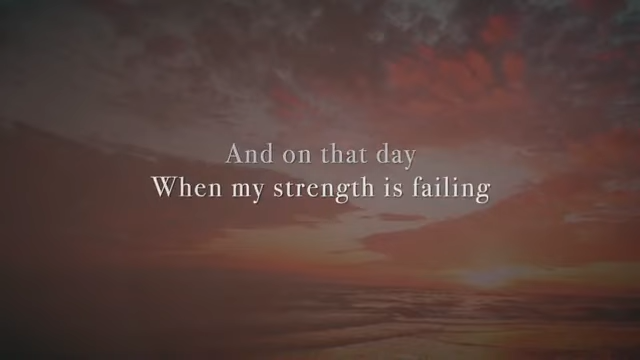 And on that day
When my strength is failing